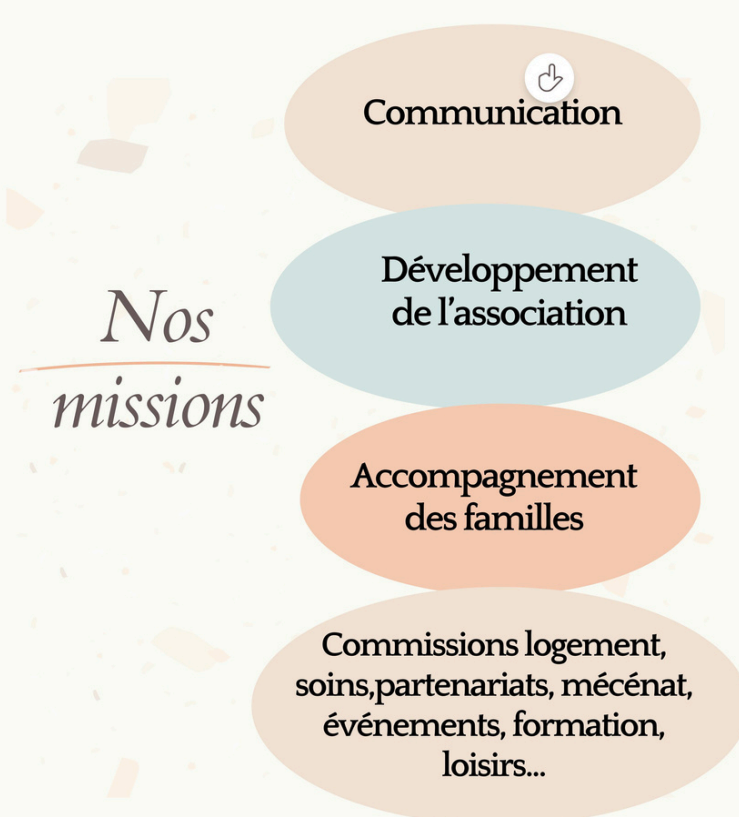 Nos
missions
Communication
Développement
de l’association
Accompagnement
des familles
Commissions logement,
soins,partenariats, mécénat,
événements, formation,
loisirs...